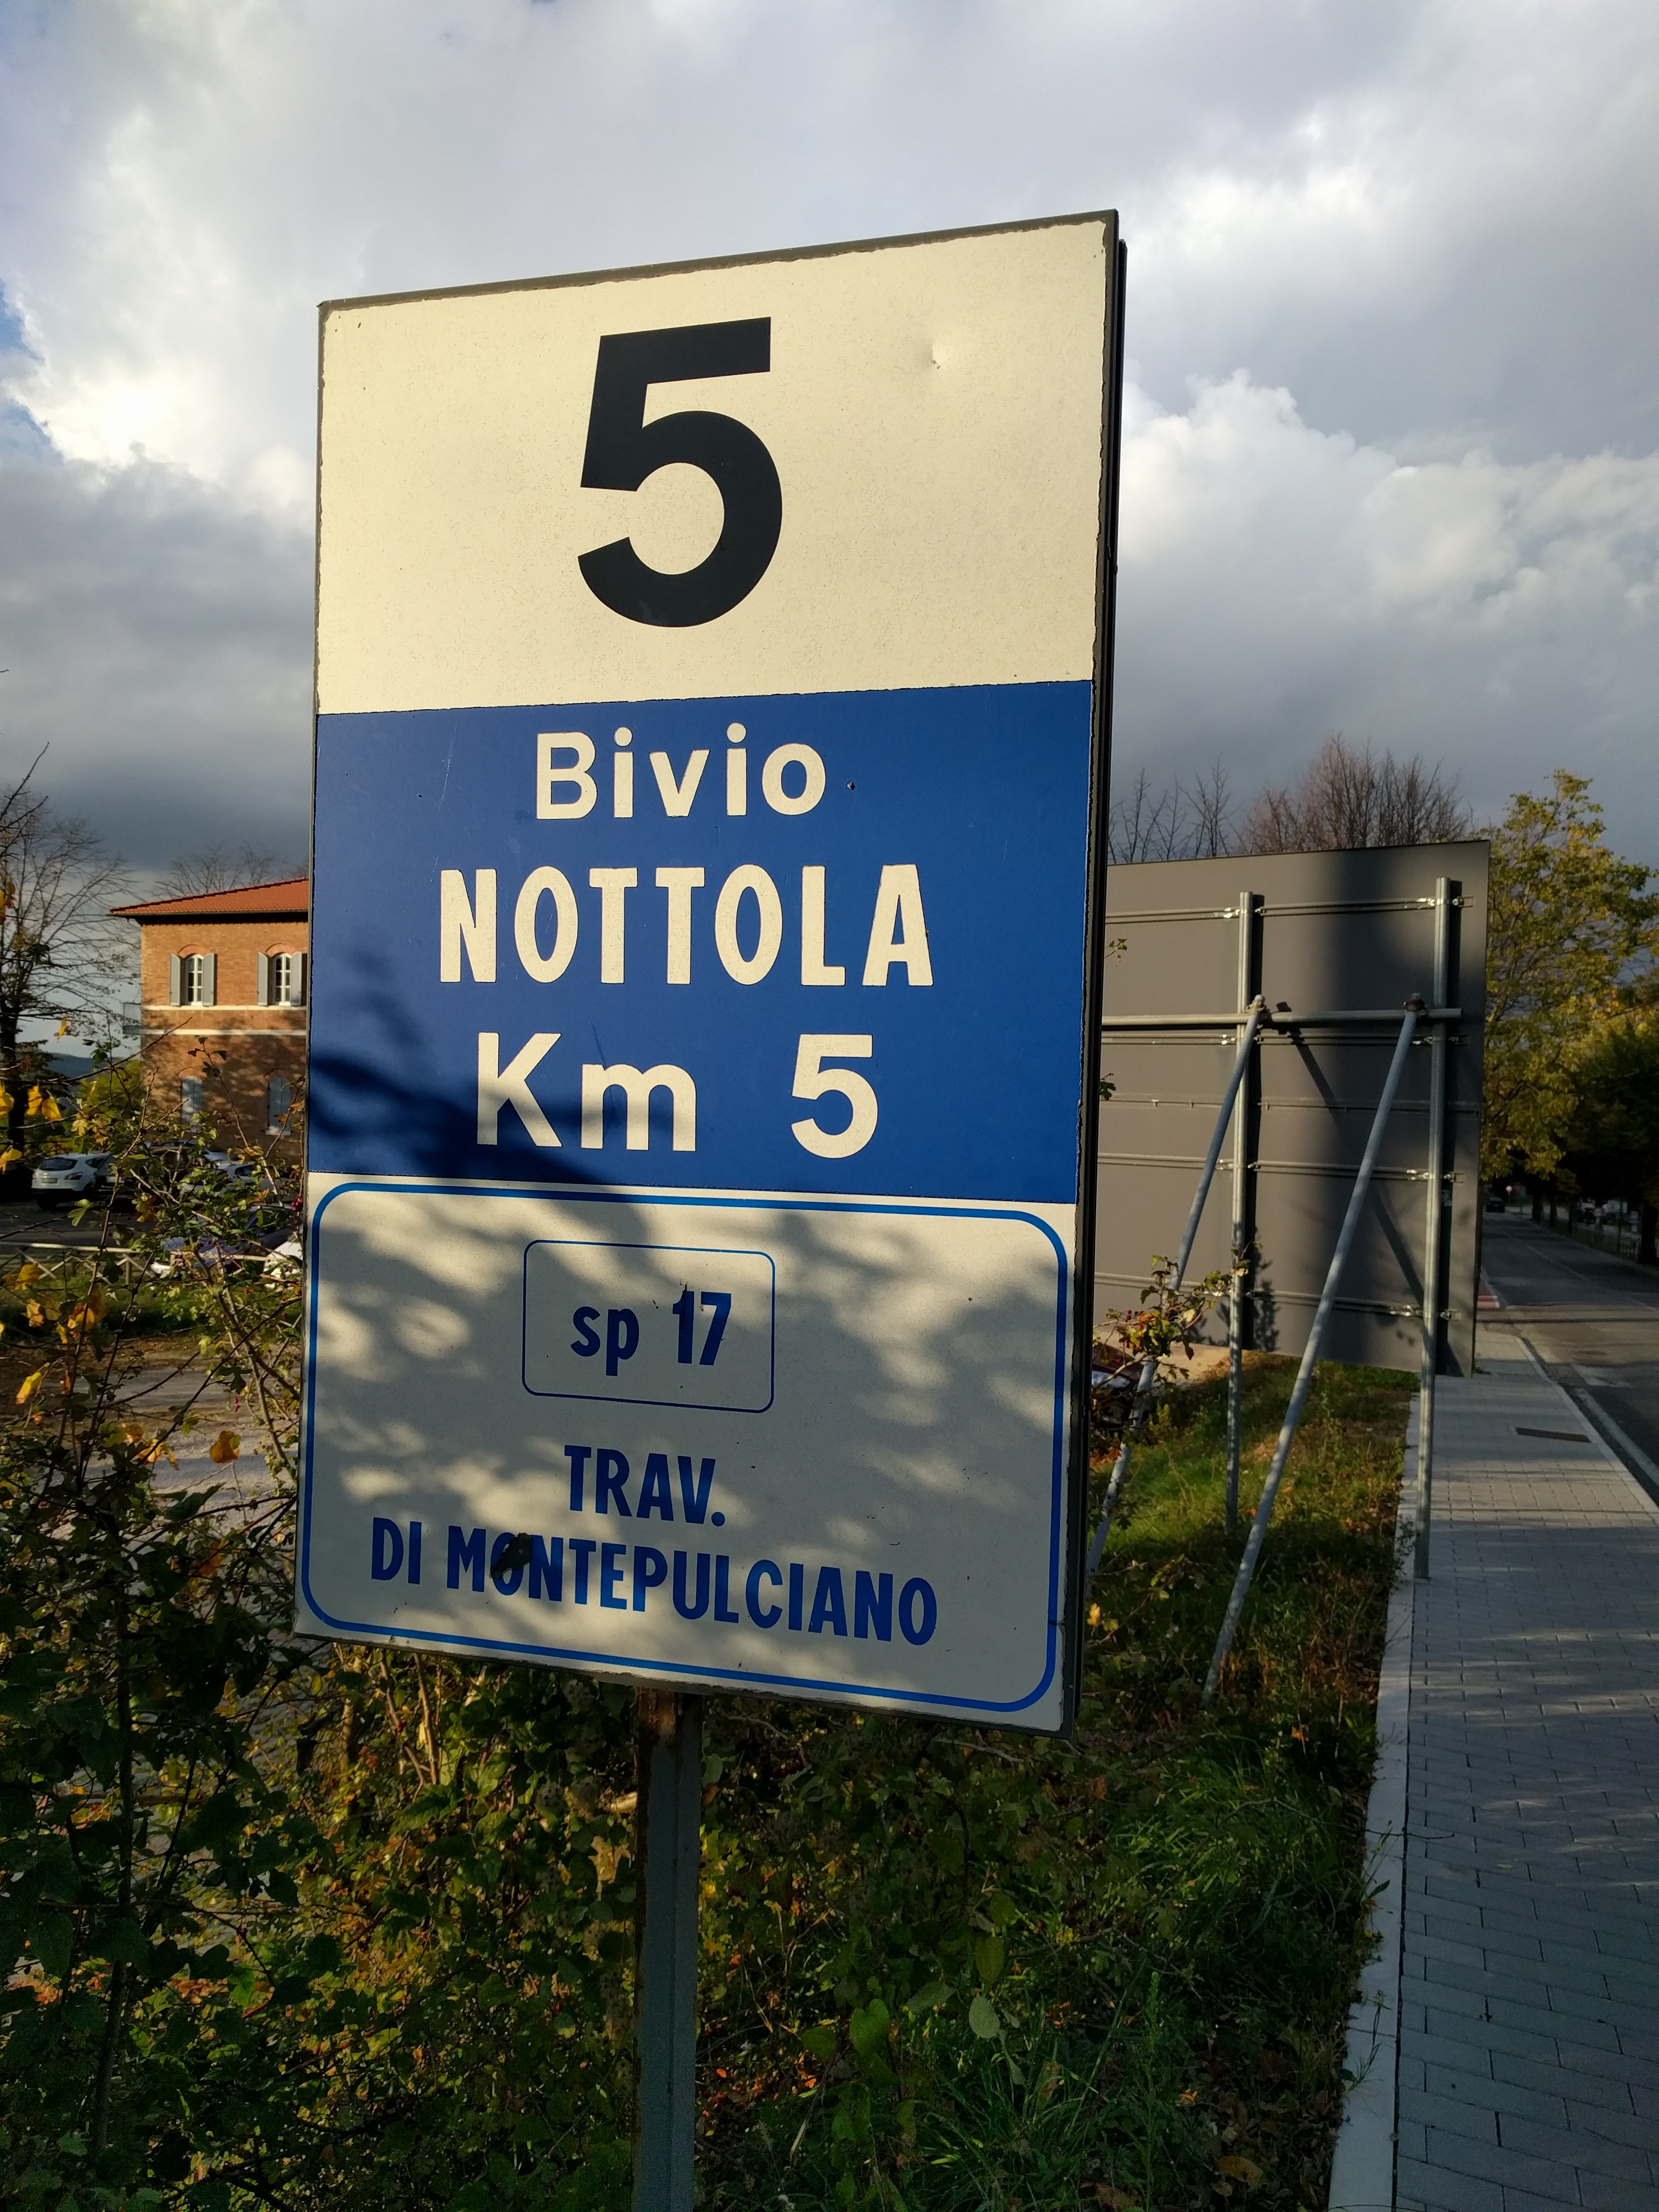 5
Bivio
NOTTOLA
Km 5
sp 17
TRAV.
DI MONTEPULCIANO